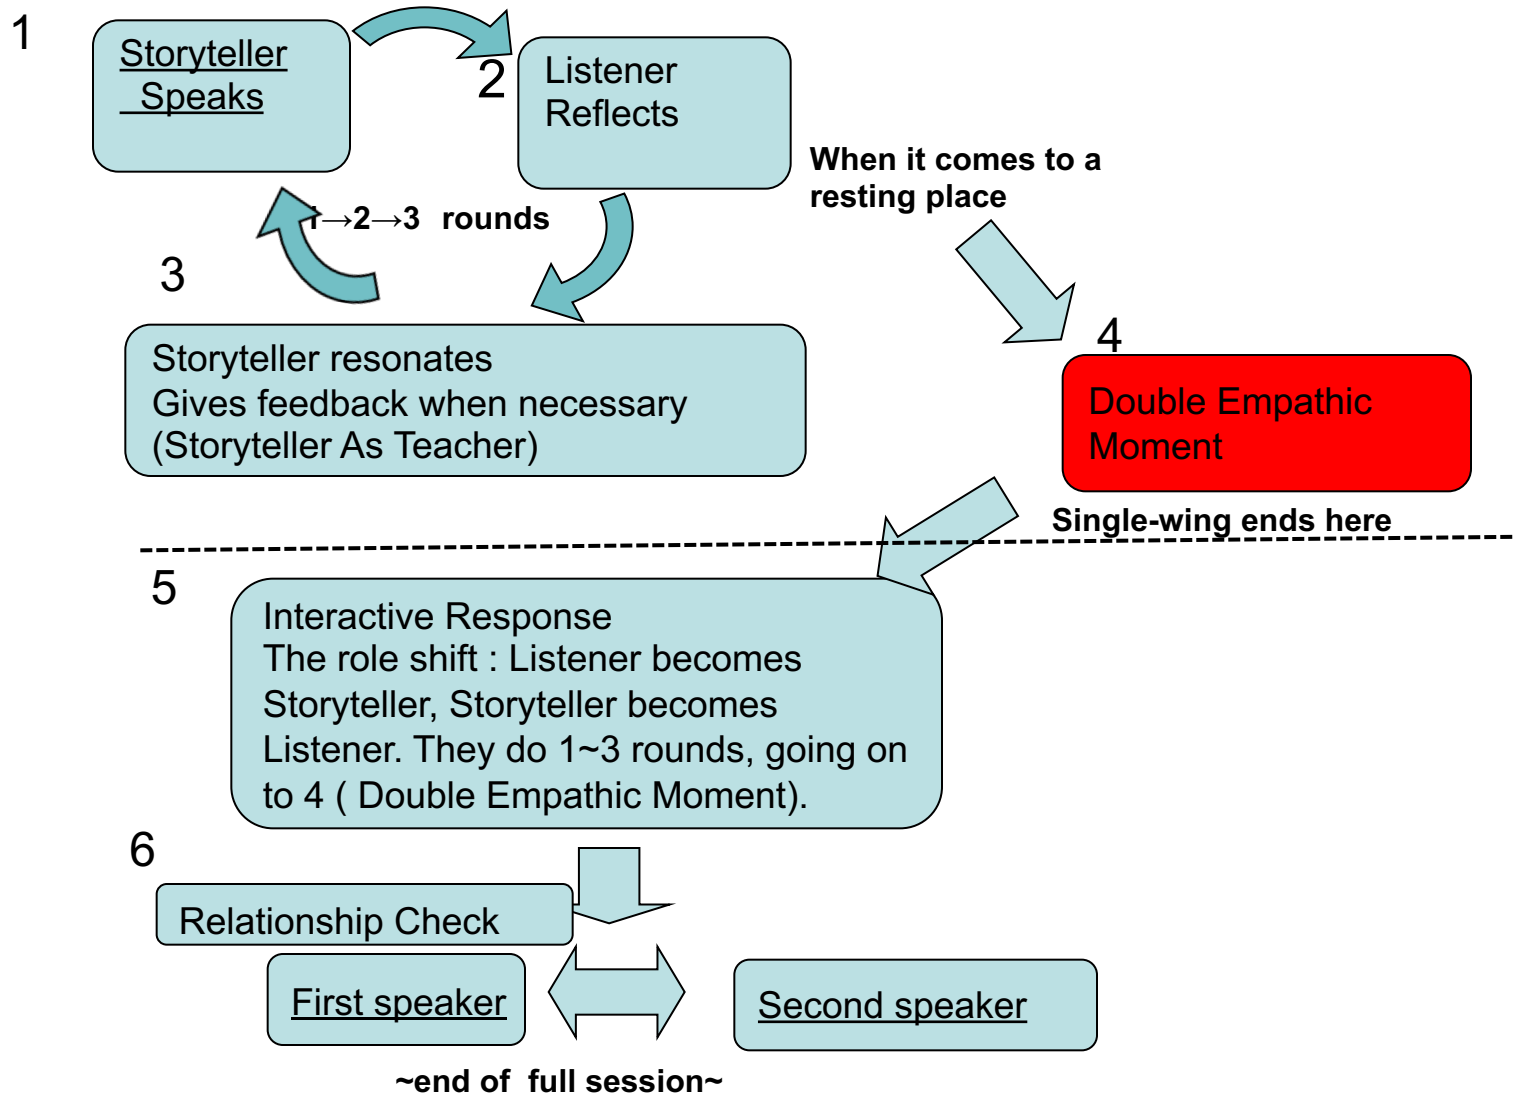 1
Storyteller
Speaks
2
Listener
Reflects
When it comes to a
resting place
1→2→3 rounds
3
Storyteller resonates
Gives feedback when necessary
(Storyteller As Teacher)
4
Double Empathic
Moment
Single-wing ends here
5
Interactive Response
The role shift : Listener becomes
Storyteller, Storyteller becomes
Listener. They do 1~3 rounds, going on
to 4 ( Double Empathic Moment).
6
Relationship Check
First speaker
Second speaker
~end of full session~